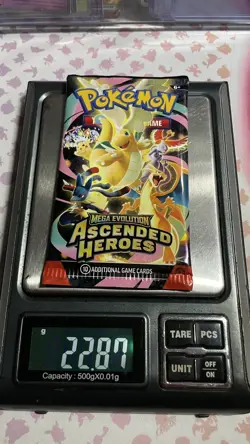 POKÉMON
GAME
MEGA EVOLUTION
ASCENDED
HEROES
10 ADDITIONAL GAME CARDS
g
22.87
Capacity : 500gX0.01g
TARE
PCS
UNIT
OFF
ON